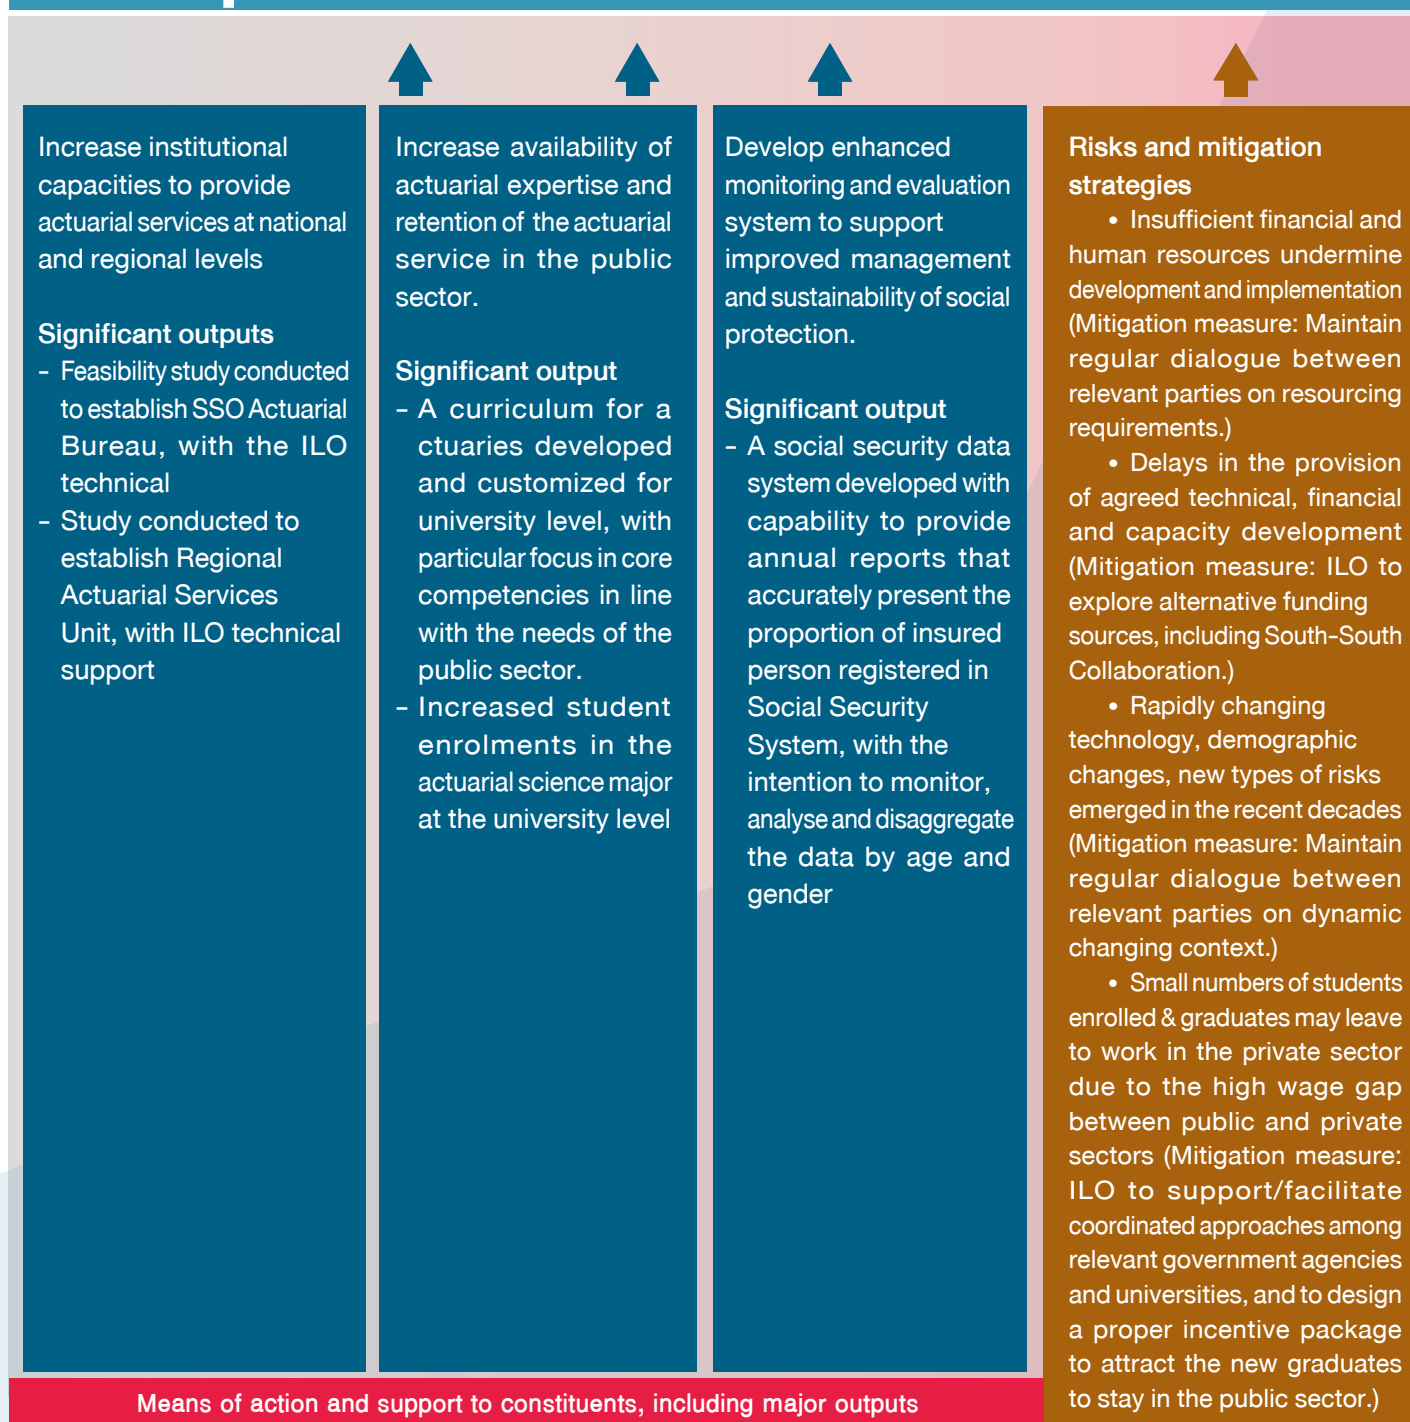 Increase institutional
capacities to provide
actuarial services at national
and regional levels
Significant outputs
- Feasibility study conducted
to establish SSO Actuarial
Bureau, with the ILO
technical
- Study conducted to
establish Regional
Actuarial Services
Unit, with ILO technical
support
Increase availability of
actuarial expertise and
retention of the actuarial
service in the public
sector.
Significant output
- A curriculum for a
ctuaries developed
and customized for
university level, with
particular focus in core
competencies in line
with the needs of the
public sector.
- Increased student
enrolments in the
actuarial science major
at the university level
Develop enhanced
monitoring and evaluation
system to support
improved management
and sustainability of social
protection.
Significant output
- A social security data
system developed with
capability to provide
annual reports that
accurately present the
proportion of insured
person registered in
Social Security
System, with the
intention to monitor,
analyse and disaggregate
the data by age and
gender
Risks and mitigation
strategies
• Insufficient financial and
human resources undermine
development and implementation
(Mitigation measure: Maintain
regular dialogue between
relevant parties on resourcing
requirements.)
• Delays in the provision
of agreed technical, financial
and capacity development
(Mitigation measure: ILO to
explore alternative funding
sources, including South-South
Collaboration.)
• Rapidly changing
technology, demographic
changes, new types of risks
emerged in the recent decades
(Mitigation measure: Maintain
regular dialogue between
relevant parties on dynamic
changing context.)
• Small numbers of students
enrolled & graduates may leave
to work in the private sector
due to the high wage gap
between public and private
sectors (Mitigation measure:
ILO to support/facilitate
coordinated approaches among
relevant government agencies
and universities, and to design
a proper incentive package
to attract the new graduates
to stay in the public sector.)
Means of action and support to constituents, including major outputs